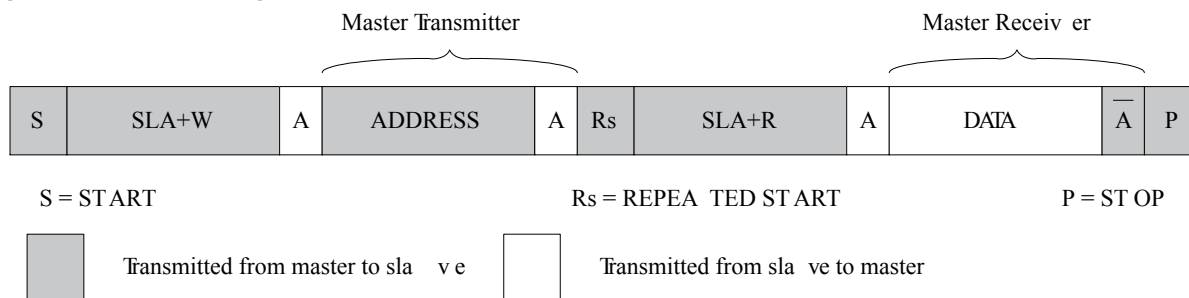 Master Transmitter Master Receiv er
S SLA+W A ADDRESS A Rs SLA+R A DATA A̅ P
S = ST ART Rs = REPEA TED ST ART P = ST OP
Transmitted from master to sla v e Transmitted from sla ve to master